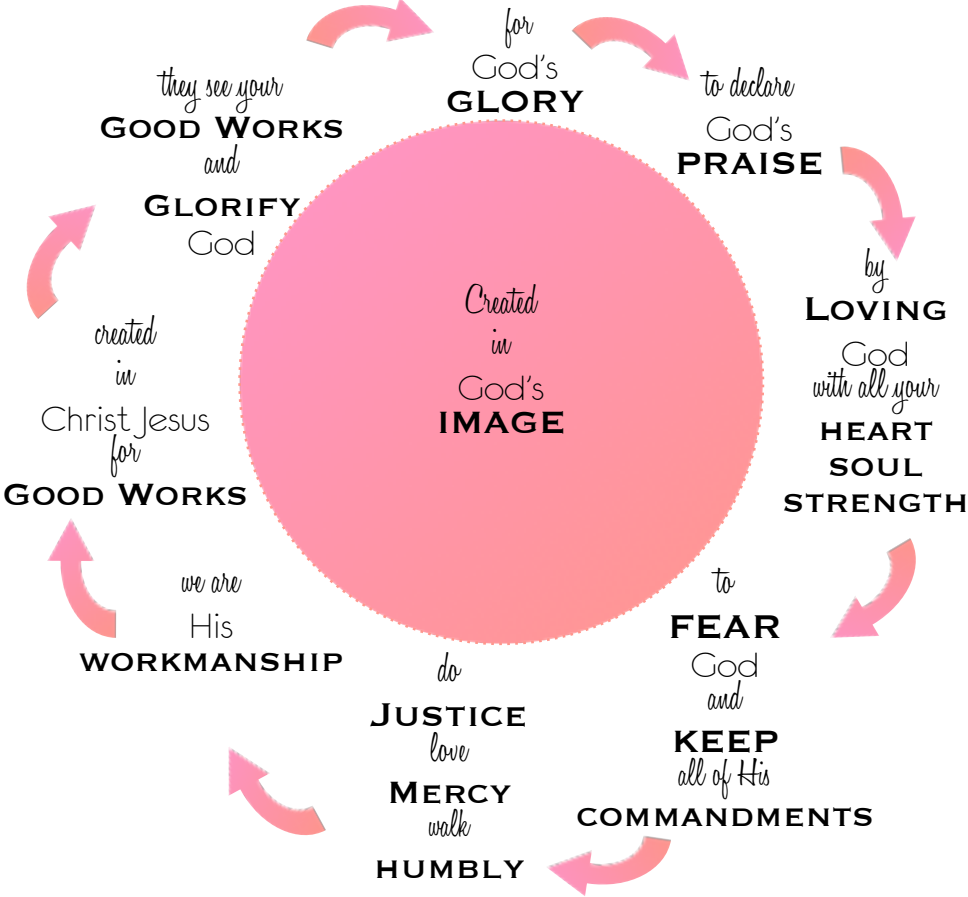 Created
in
God's
IMAGE
for
God's
GLORY
to declare
God's
PRAISE
by
LOVING
God
with all your
HEART
SOUL
STRENGTH
to
FEAR
God
and
KEEP
all of His
COMMANDMENTS
do
JUSTICE
love
MERCY
walk
HUMBLY
we are
His
WORKMANSHIP
created
in
Christ Jesus
for
GOOD WORKS
they see your
GOOD WORKS
and
GLORIFY
God